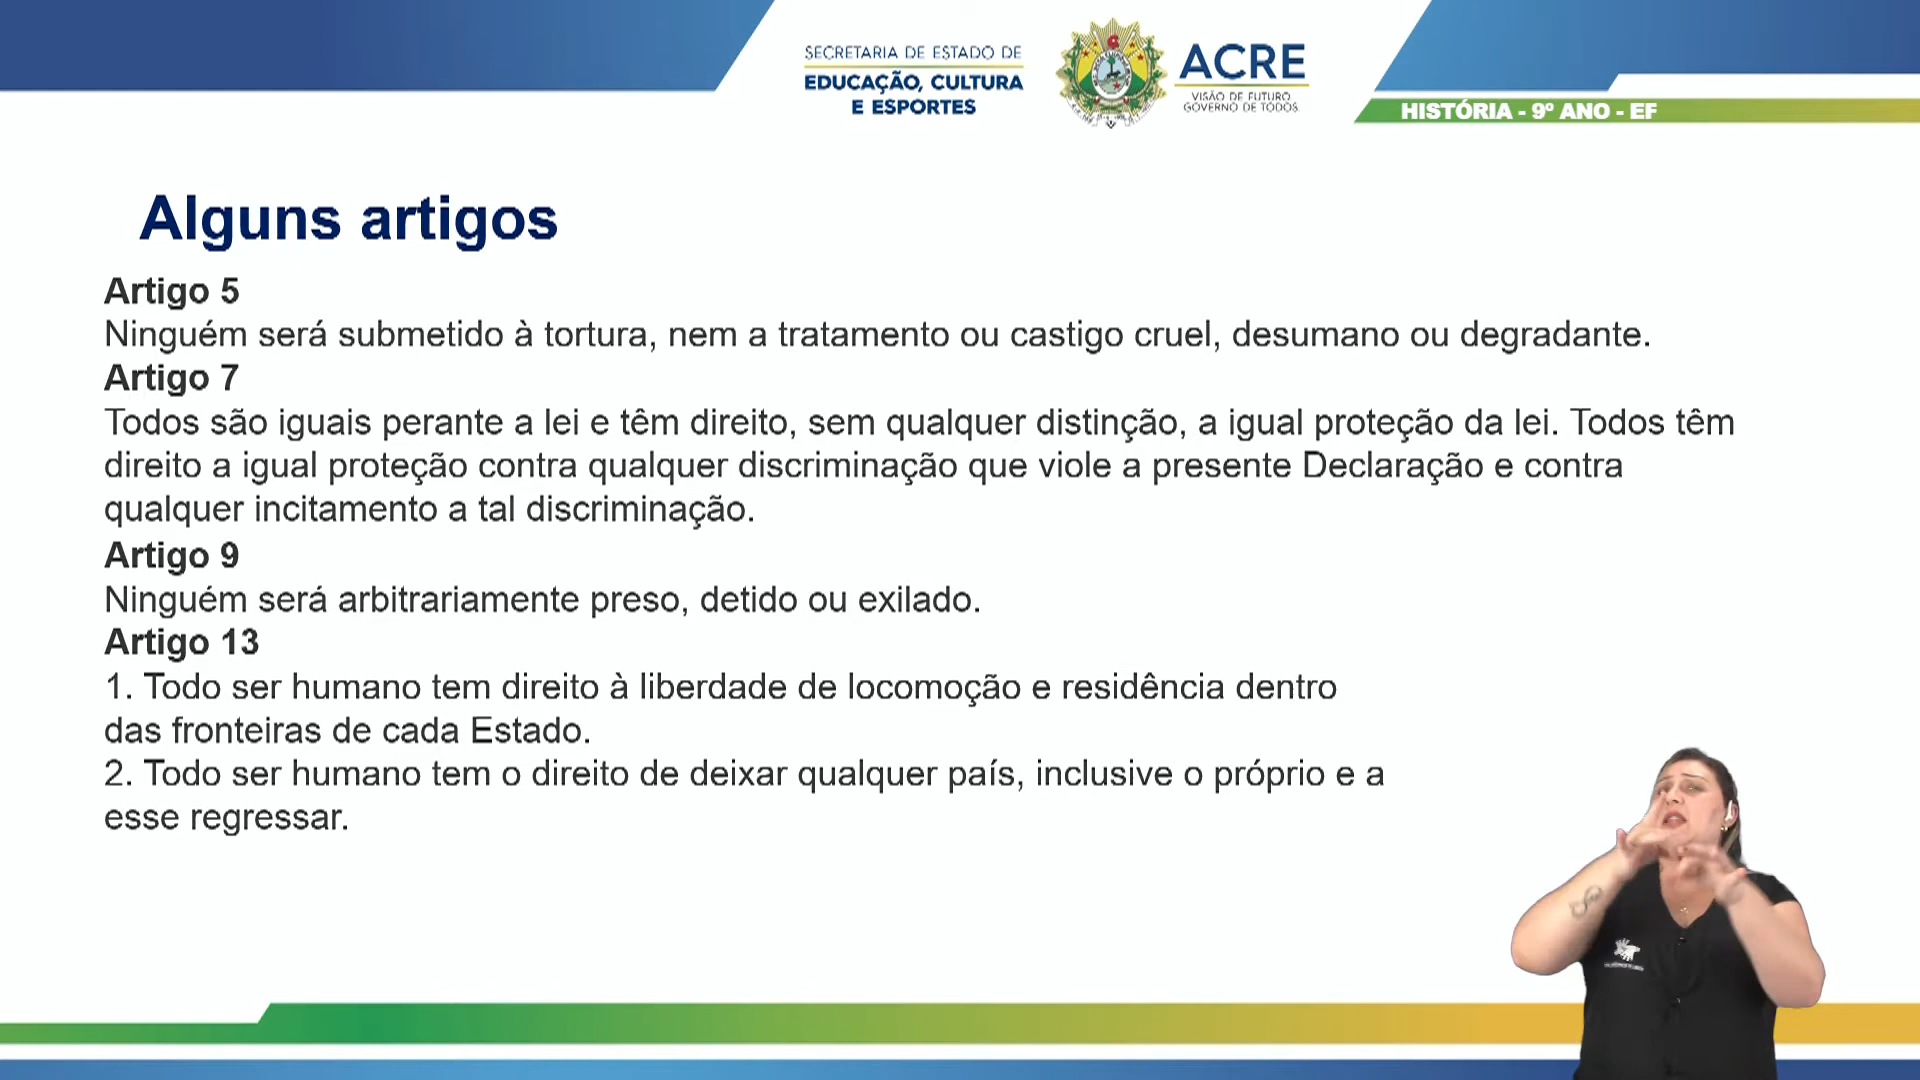 SECRETARIA DE ESTADO DE
EDUCAÇÃO, CULTURA
E ESPORTES
ACRE
VISÃO DE FUTURO
GOVERNO DE TODOS
HISTÓRIA - 9º ANO - EF
Alguns artigos
Artigo 5
Ninguém será submetido à tortura, nem a tratamento ou castigo cruel, desumano ou degradante.
Artigo 7
Todos são iguais perante a lei e têm direito, sem qualquer distinção, a igual proteção da lei. Todos têm
direito a igual proteção contra qualquer discriminação que viole a presente Declaração e contra
qualquer incitamento a tal discriminação.
Artigo 9
Ninguém será arbitrariamente preso, detido ou exilado.
Artigo 13
1. Todo ser humano tem direito à liberdade de locomoção e residência dentro
das fronteiras de cada Estado.
2. Todo ser humano tem o direito de deixar qualquer país, inclusive o próprio e a
esse regressar.